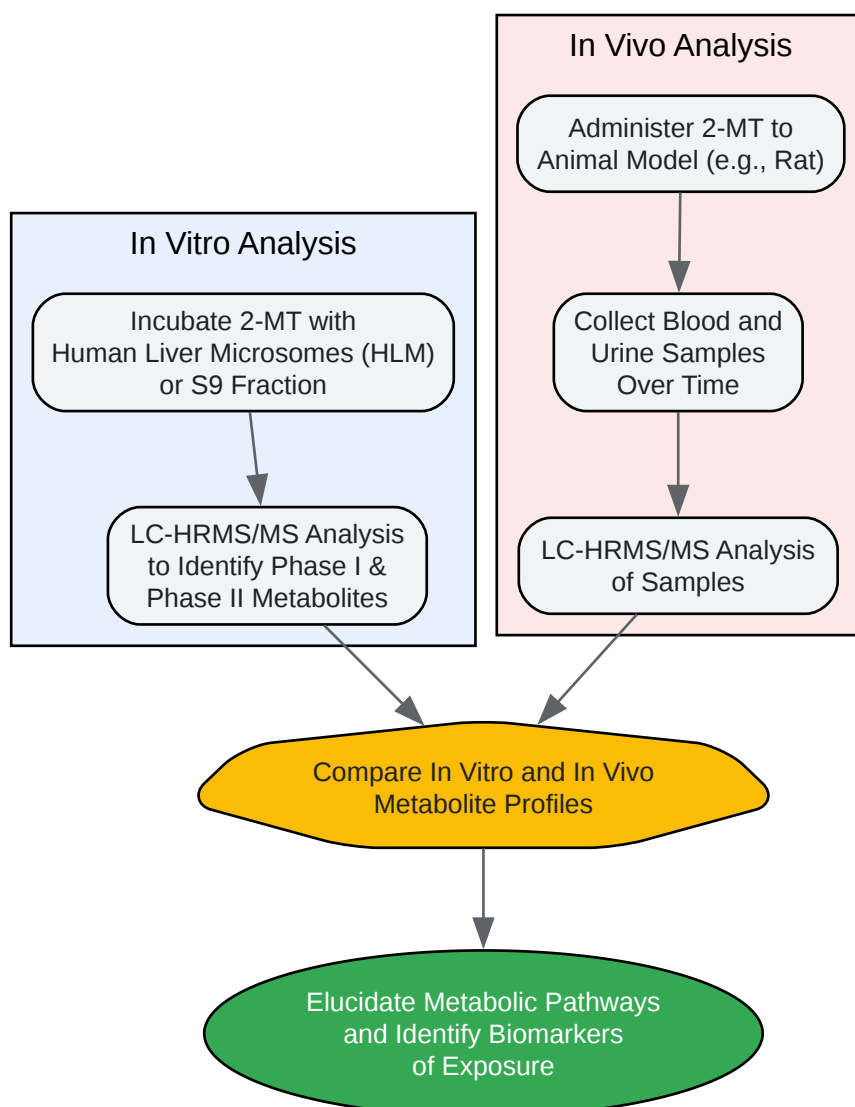 In Vivo Analysis
Administer 2-MT to
Animal Model (e.g., Rat)
Collect Blood and
Urine Samples
Over Time
LC-HRMS/MS Analysis
of Samples
In Vitro Analysis
Incubate 2-MT with
Human Liver Microsomes (HLM)
or S9 Fraction
LC-HRMS/MS Analysis
to Identify Phase I &
Phase II Metabolites
Compare In Vitro and In Vivo
Metabolite Profiles
Elucidate Metabolic Pathways
and Identify Biomarkers
of Exposure